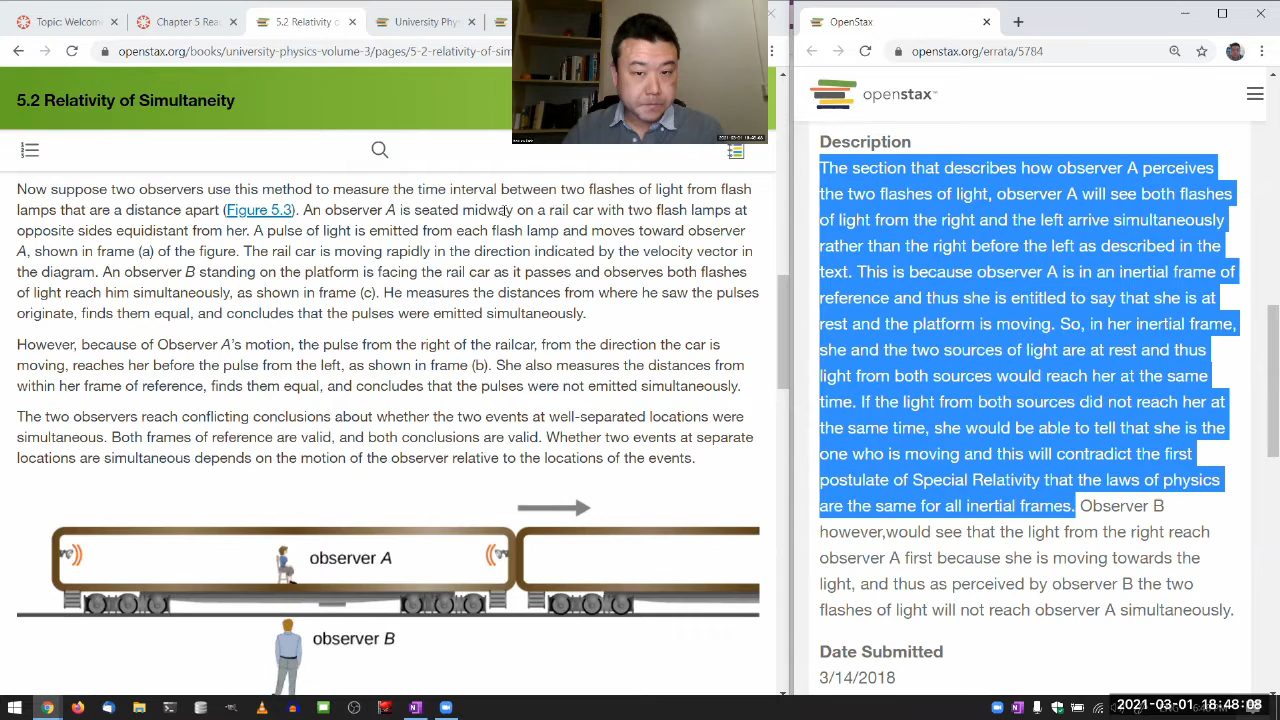 Topic - Welcom
Chapter 5 Rea
5.2 Relativity o
University Phy
OpenStax
openstax.org/books/university-physics-volume-3/pages/5-2-relativity-of-sim
openstax.org/errata/5784
5.2 Relativity of Simultaneity
Now suppose two observers use this method to measure the time interval between two flashes of light from flash
lamps that are a distance apart (Figure 5.3). An observer A is seated midway on a rail car with two flash lamps at
opposite sides equidistant from her. A pulse of light is emitted from each flash lamp and moves toward observer
A, shown in frame (a) of the figure. The rail car is moving rapidly in the direction indicated by the velocity vector in
the diagram. An observer B standing on the platform is facing the rail car as it passes and observes both flashes
of light reach him simultaneously, as shown in frame (c). He measures the distances from where he saw the pulses
originate, finds them equal, and concludes that the pulses were emitted simultaneously.
However, because of Observer A's motion, the pulse from the right of the railcar, from the direction the car is
moving, reaches her before the pulse from the left, as shown in frame (b). She also measures the distances from
within her frame of reference, finds them equal, and concludes that the pulses were not emitted simultaneously.
The two observers reach conflicting conclusions about whether the two events at well-separated locations were
simultaneous. Both frames of reference are valid, and both conclusions are valid. Whether two events at separate
locations are simultaneous depends on the motion of the observer relative to the locations of the events.
observer A
observer B
openstax™
Description
The section that describes how observer A perceives
the two flashes of light, observer A will see both flashes
of light from the right and the left arrive simultaneously
rather than the right before the left as described in the
text. This is because observer A is in an inertial frame of
reference and thus she is entitled to say that she is at
rest and the platform is moving. So, in her inertial frame,
she and the two sources of light are at rest and thus
light from both sources would reach her at the same
time. If the light from both sources did not reach her at
the same time, she would be able to tell that she is the
one who is moving and this will contradict the first
postulate of Special Relativity that the laws of physics
are the same for all inertial frames. Observer B
however,would see that the light from the right reach
observer A first because she is moving towards the
light, and thus as perceived by observer B the two
flashes of light will not reach observer A simultaneously.
Date Submitted
3/14/2018
2021-03-01 18:48:08